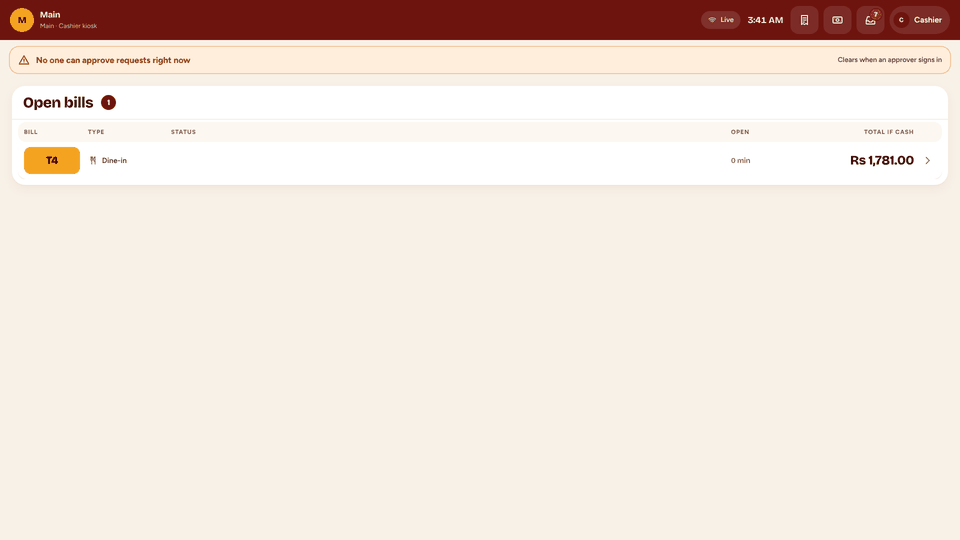 M
Main
Main · Cashier kiosk
Live
3:41 AM
7
C
Cashier
No one can approve requests right now
Clears when an approver signs in
Open bills 1
BILL TYPE STATUS OPEN TOTAL IF CASH
T4 Dine-in 0 min Rs 1,781.00